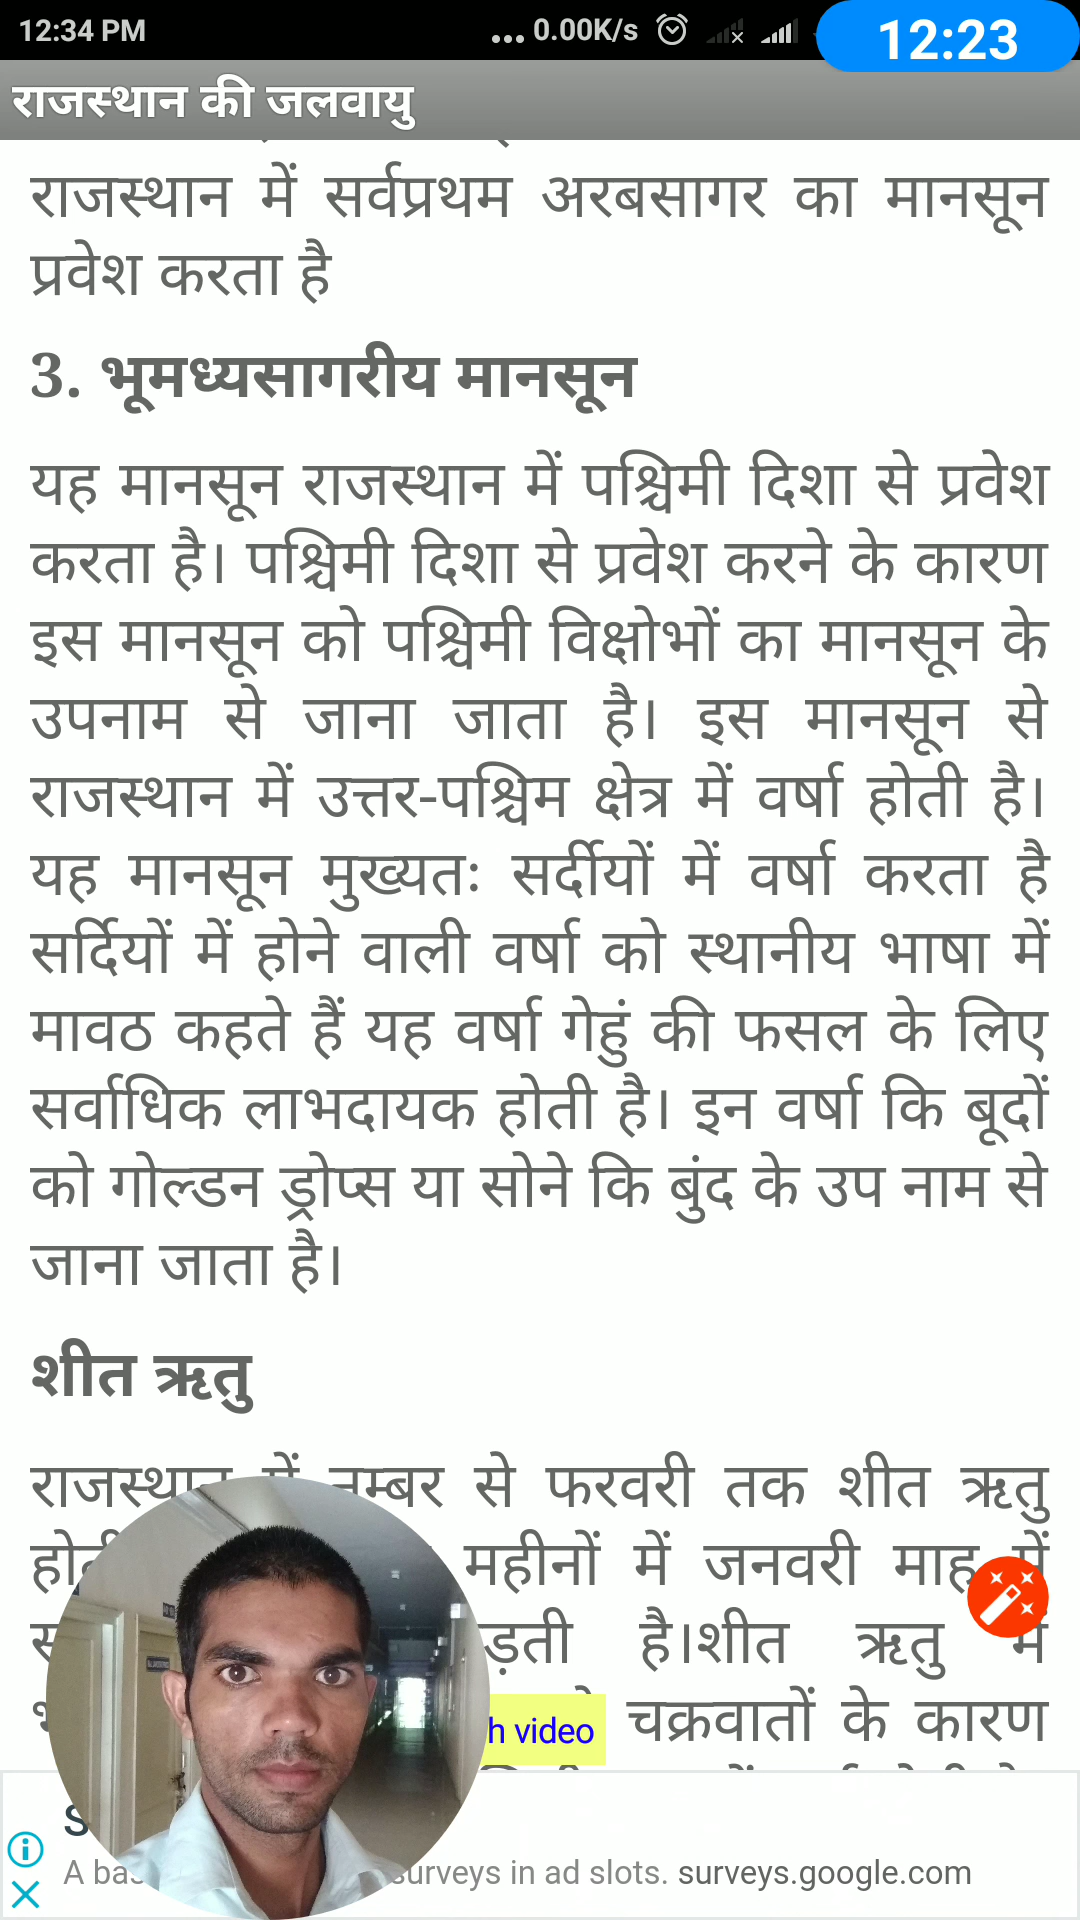 12:34 PM
...0.00K/s
12:23
राजस्थान की जलवायु
राजस्थान में सर्वप्रथम अरबसागर का मानसून
प्रवेश करता है
3. भूमध्यसागरीय मानसून
यह मानसून राजस्थान में पश्चिमी दिशा से प्रवेश
करता है। पश्चिमी दिशा से प्रवेश करने के कारण
इस मानसून को पश्चिमी विक्षोभों का मानसून के
उपनाम से जाना जाता है। इस मानसून से
राजस्थान में उत्तर-पश्चिम क्षेत्र में वर्षा होती है।
यह मानसून मुख्यतः सर्दीयों में वर्षा करता है
सर्दियों में होने वाली वर्षा को स्थानीय भाषा में
मावठ कहते हैं यह वर्षा गेहुं की फसल के लिए
सर्वाधिक लाभदायक होती है। इन वर्षा कि बूदों
को गोल्डन ड्रोप्स या सोने कि बुंद के उप नाम से
जाना जाता है।
शीत ऋतु
राजस्थान में नम्बर से फरवरी तक शीत ऋतु
महीनों में जनवरी माह में
है।शीत ऋतु में
चक्रवातों के कारण
video
A surveys in ad slots. surveys.google.com